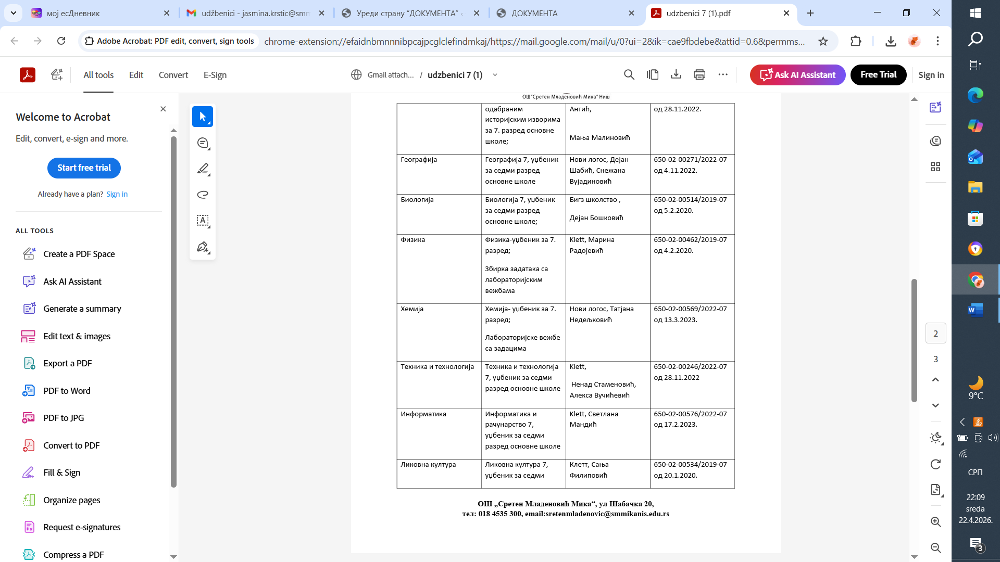 мој есДневник
udžbenici - jasmina.krstic@smm
Уреди страну “ДОКУМЕНТА” ‹
ДОКУМЕНТА
udzbenici 7 (1).pdf
Adobe Acrobat: PDF edit, convert, sign tools
chrome-extension://efaidnbmnnnibpcajpcglclefindmkaj/https://mail.google.com/mail/u/0?ui=2&ik=cae9fbdebe&attid=0.6&permms...
All tools
Edit
Convert
E-Sign
Gmail attach... / udzbenici 7 (1)
Ask AI Assistant
Free Trial
Sign in
Welcome to Acrobat
Edit, convert, e-sign and more.
Start free trial
Already have a plan? Sign in
ALL TOOLS
Create a PDF Space
Ask AI Assistant
Generate a summary
Edit text & images
Export a PDF
PDF to Word
PDF to JPG
Convert to PDF
Fill & Sign
Organize pages
Request e-signatures
Compress a PDF
ОШ"Сретен Младеновић Мика" Ниш
одабраним
историјским изворима
за 7. разред основне
школе;
Антић,
Мања Малиновић
од 28.11.2022.
Географија
Географија 7, уџбеник
за седми разред
основне школе
Нови логос, Дејан
Шабић, Снежана
Вујадиновић
650-02-00271/2022-07
од 4.11.2022.
Биологија
Биологија 7, уџбеник
за седми разред
основне школе;
Бигз школство ,
Дејан Бошковић
650-02-00514/2019-07
од 5.2.2020.
Физика
Физика-уџбеник за 7.
разред;
Збирка задатака са
лабораторијским
вежбама
Klett, Марина
Радојевић
650-02-00462/2019-07
од 4.2.2020.
Хемија
Хемија- уџбеник за 7.
разред;
Лабораторијске вежбе
са задацима
Нови логос, Татјана
Недељковић
650-02-00569/2022-07
од 13.3.2023.
Техника и технологија
Техника и технологија
7, уџбеник за седми
разред основне школе
Klett,
Ненад Стаменовић,
Алекса Вучићевић
650-02-00246/2022-07
од 28.11.2022
Информатика
Информатика и
рачунарство 7,
уџбеник за седми
разред основне школе
Klett, Светлана
Мандић
650-02-00576/2022-07
од 17.2.2023.
Ликовна култура
Ликовна култура 7,
уџбеник за седми
Клетт, Сања
Филиповић
650-02-00534/2019-07
од 20.1.2020.
ОШ „Сретен Младеновић Мика“, ул Шабачка 20,
тел: 018 4535 300, email:sretenmladenovic@smmikanis.edu.rs
2
3
9°C
СРП
22:09
sreda
22.4.2026.
3